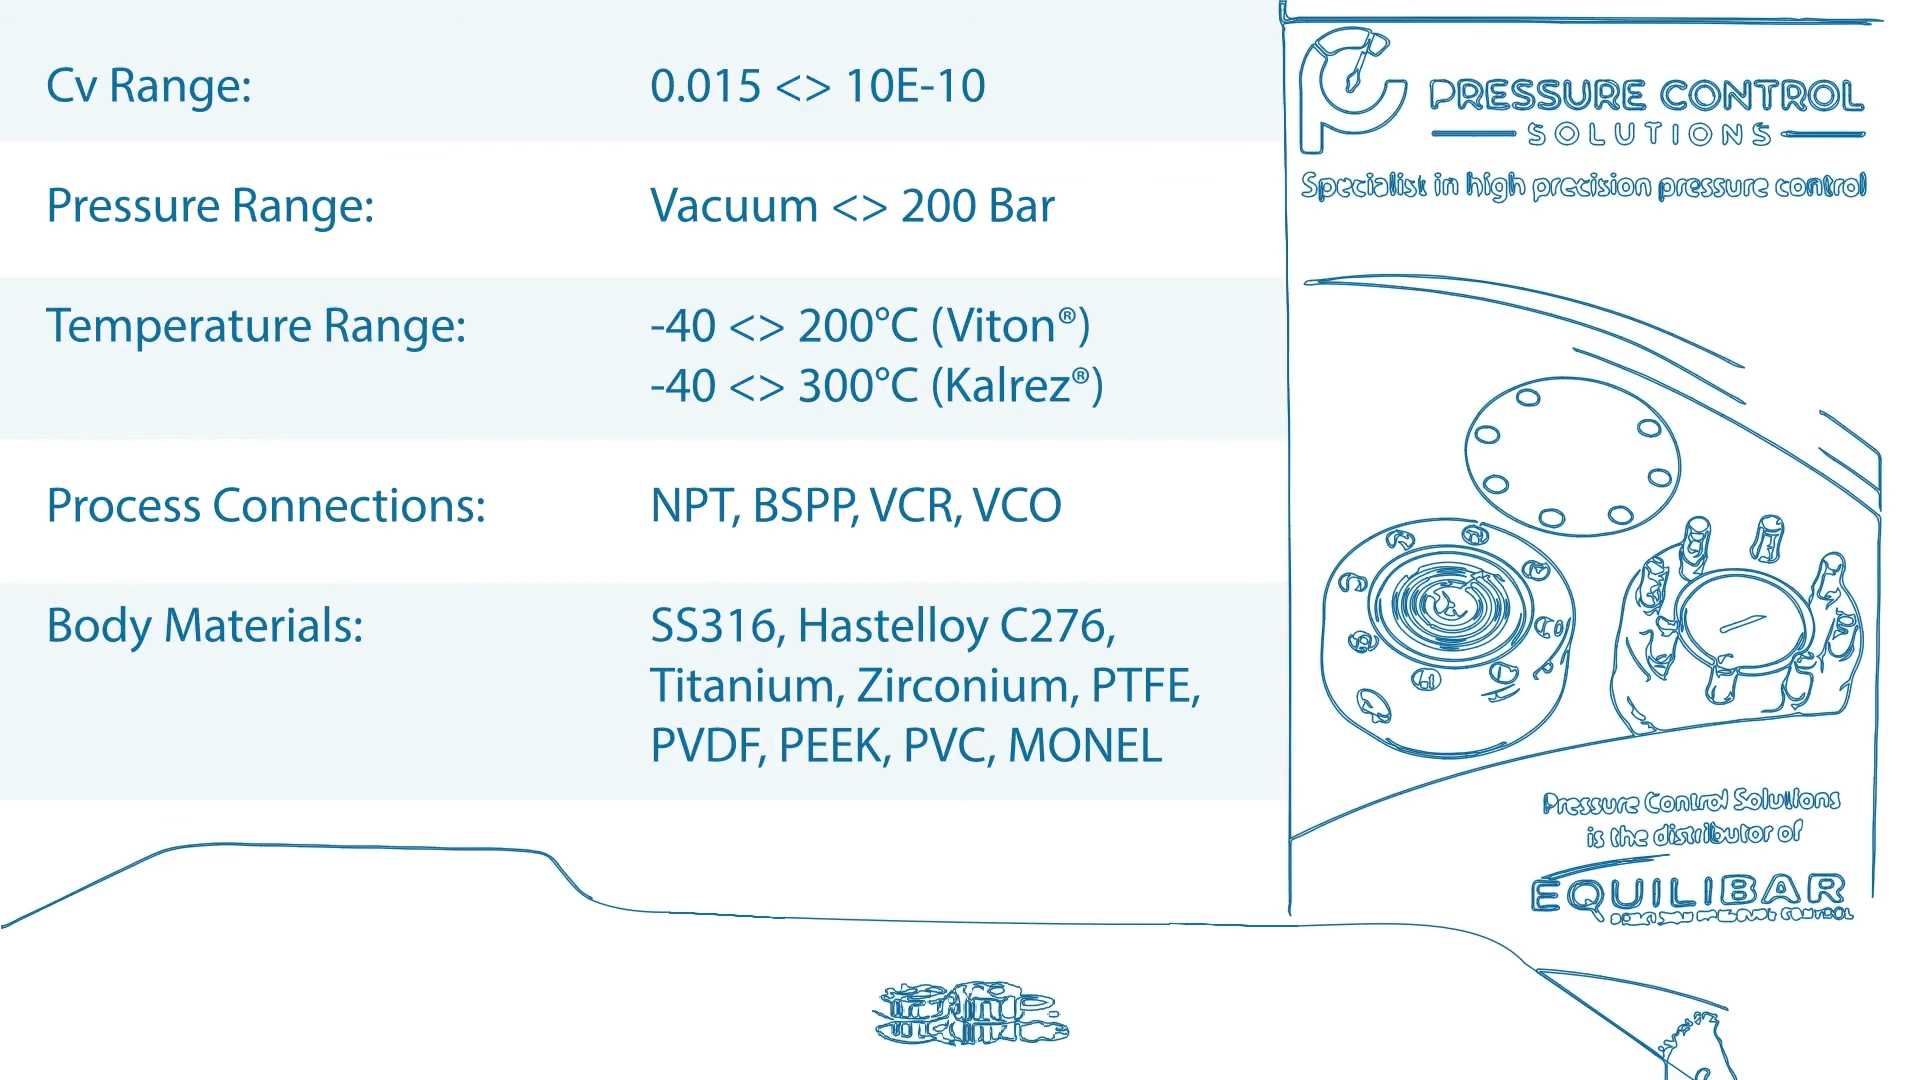 Cv Range: 0.015 <> 10E-10
Pressure Range: Vacuum <> 200 Bar
Temperature Range: -40 <> 200°C (Viton®)
-40 <> 300°C (Kalrez®)
Process Connections: NPT, BSPP, VCR, VCO
Body Materials: SS316, Hastelloy C276,
Titanium, Zirconium, PTFE,
PVDF, PEEK, PVC, MONEL
PRESSURE CONTROL
SOLUTIONS
Specialist in high precision pressure control
Pressure Control Solutions
is the distributor of
EQUILIBAR
CONTROL